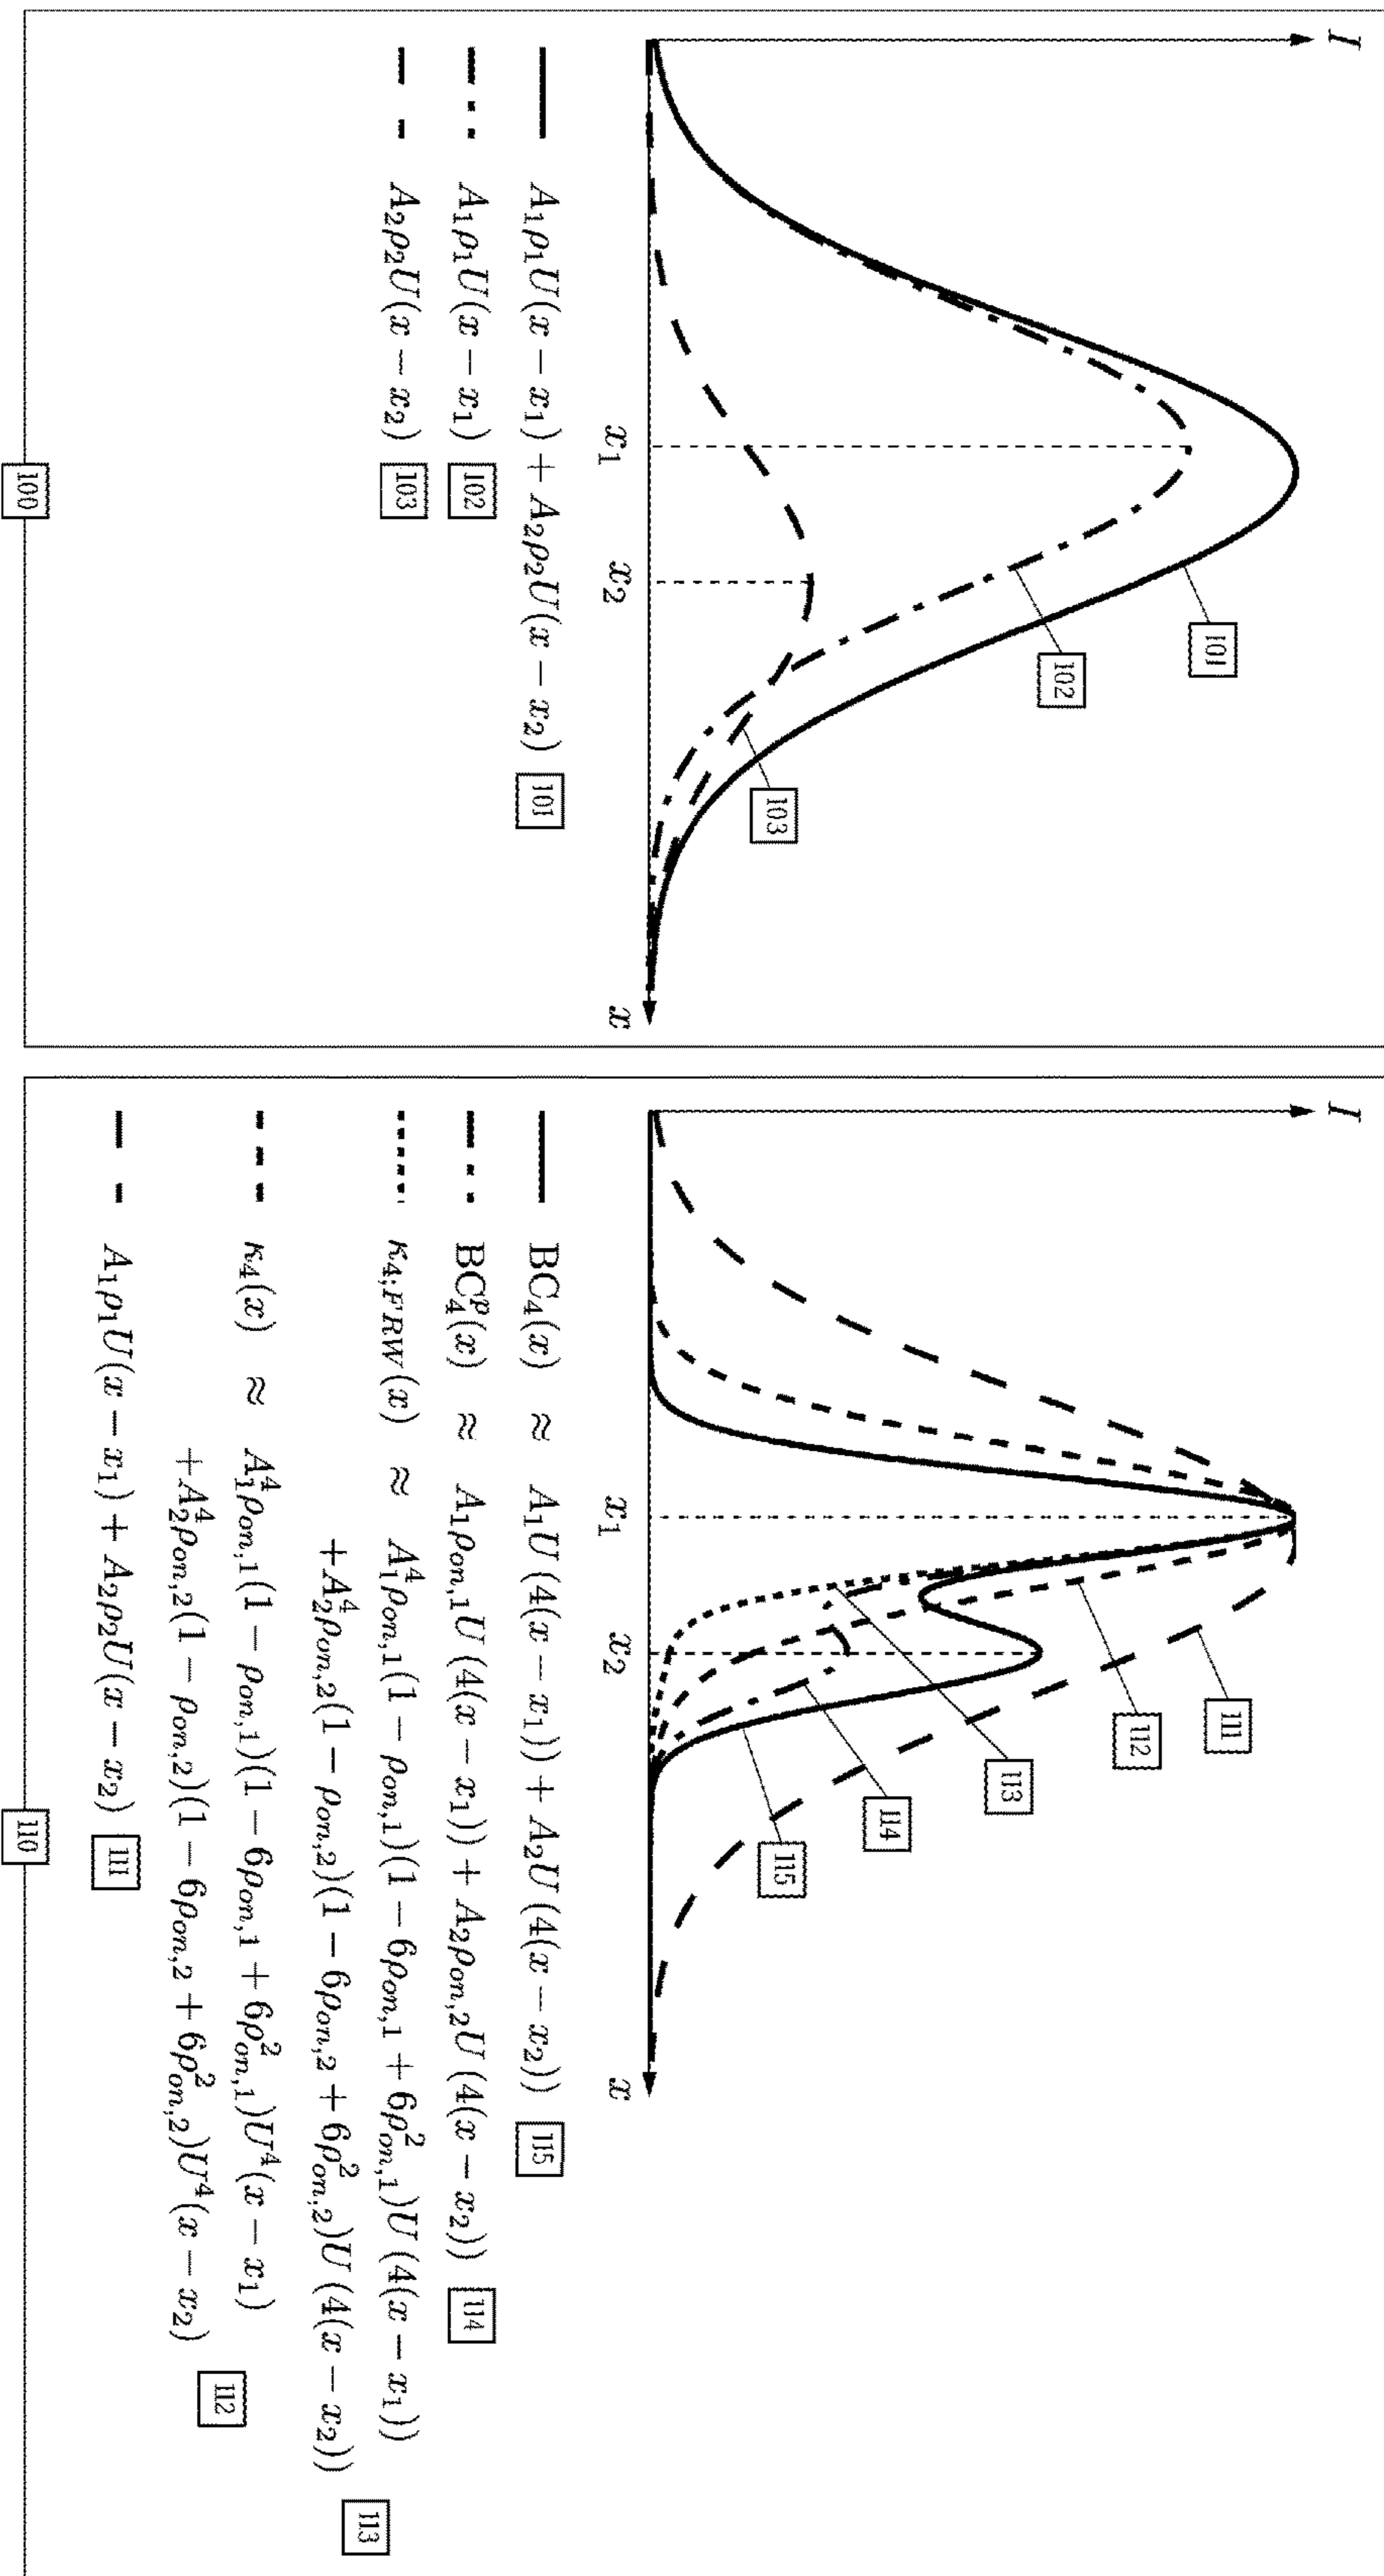 I
101
102
103
x₁
x₂
x
A₁ρ₁U(x − x₁) + A₂ρ₂U(x − x₂) 101
A₁ρ₁U(x − x₁) 102
A₂ρ₂U(x − x₂) 103
100
I
111
112
113
114
115
x₁
x₂
x
BC₄(x) ≈ A₁U (4(x − x₁)) + A₂U (4(x − x₂)) 115
BC₄ᵖ(x) ≈ A₁ρₒₙ,₁U (4(x − x₁)) + A₂ρₒₙ,₂U (4(x − x₂)) 114
κ₄;FRW(x) ≈ A₁⁴ρₒₙ,₁(1 − ρₒₙ,₁)(1 − 6ρₒₙ,₁ + 6ρ²ₒₙ,₁)U (4(x − x₁))
+A₂⁴ρₒₙ,₂(1 − ρₒₙ,₂)(1 − 6ρₒₙ,₂ + 6ρ²ₒₙ,₂)U (4(x − x₂))
113
κ₄(x) ≈ A₁⁴ρₒₙ,₁(1 − ρₒₙ,₁)(1 − 6ρₒₙ,₁ + 6ρ²ₒₙ,₁)U⁴(x − x₁)
+A₂⁴ρₒₙ,₂(1 − ρₒₙ,₂)(1 − 6ρₒₙ,₂ + 6ρ²ₒₙ,₂)U⁴(x − x₂)
112
A₁ρ₁U(x − x₁) + A₂ρ₂U(x − x₂) 111
110